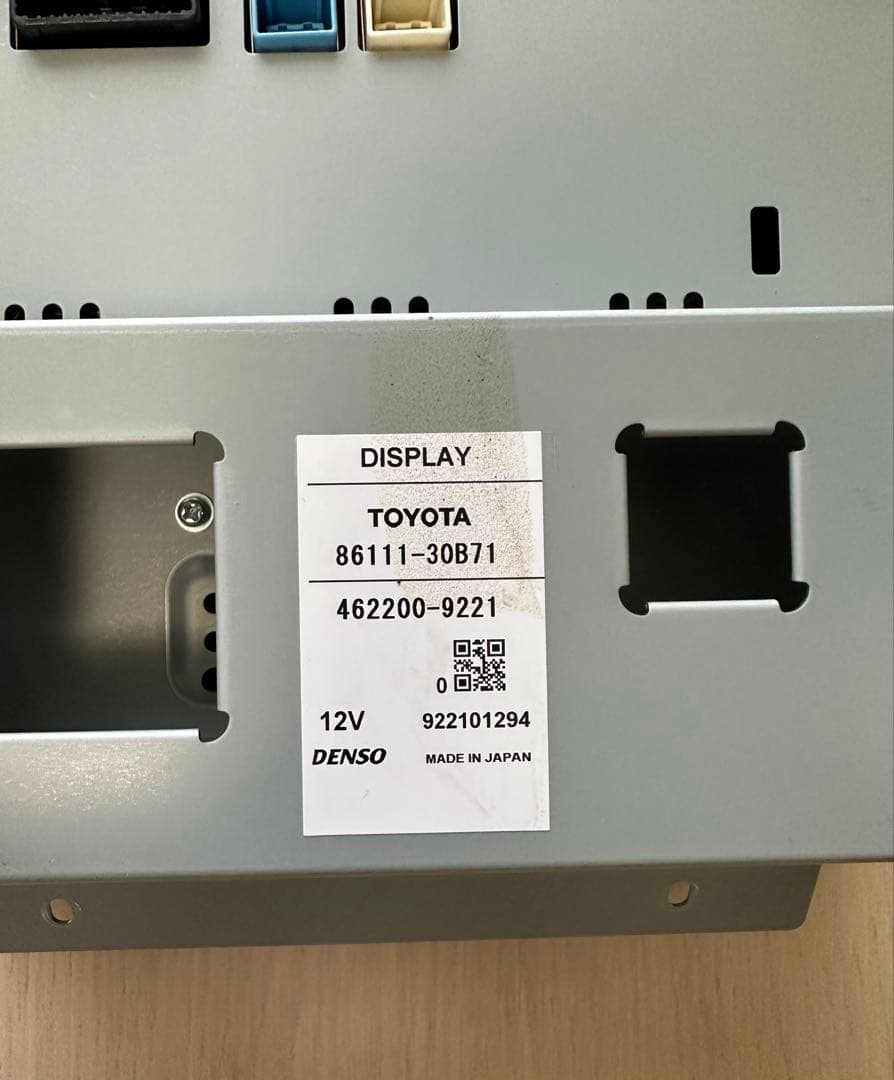 DISPLAY
TOYOTA
86111-30B71
462200-9221
0
12V 922101294
DENSO MADE IN JAPAN